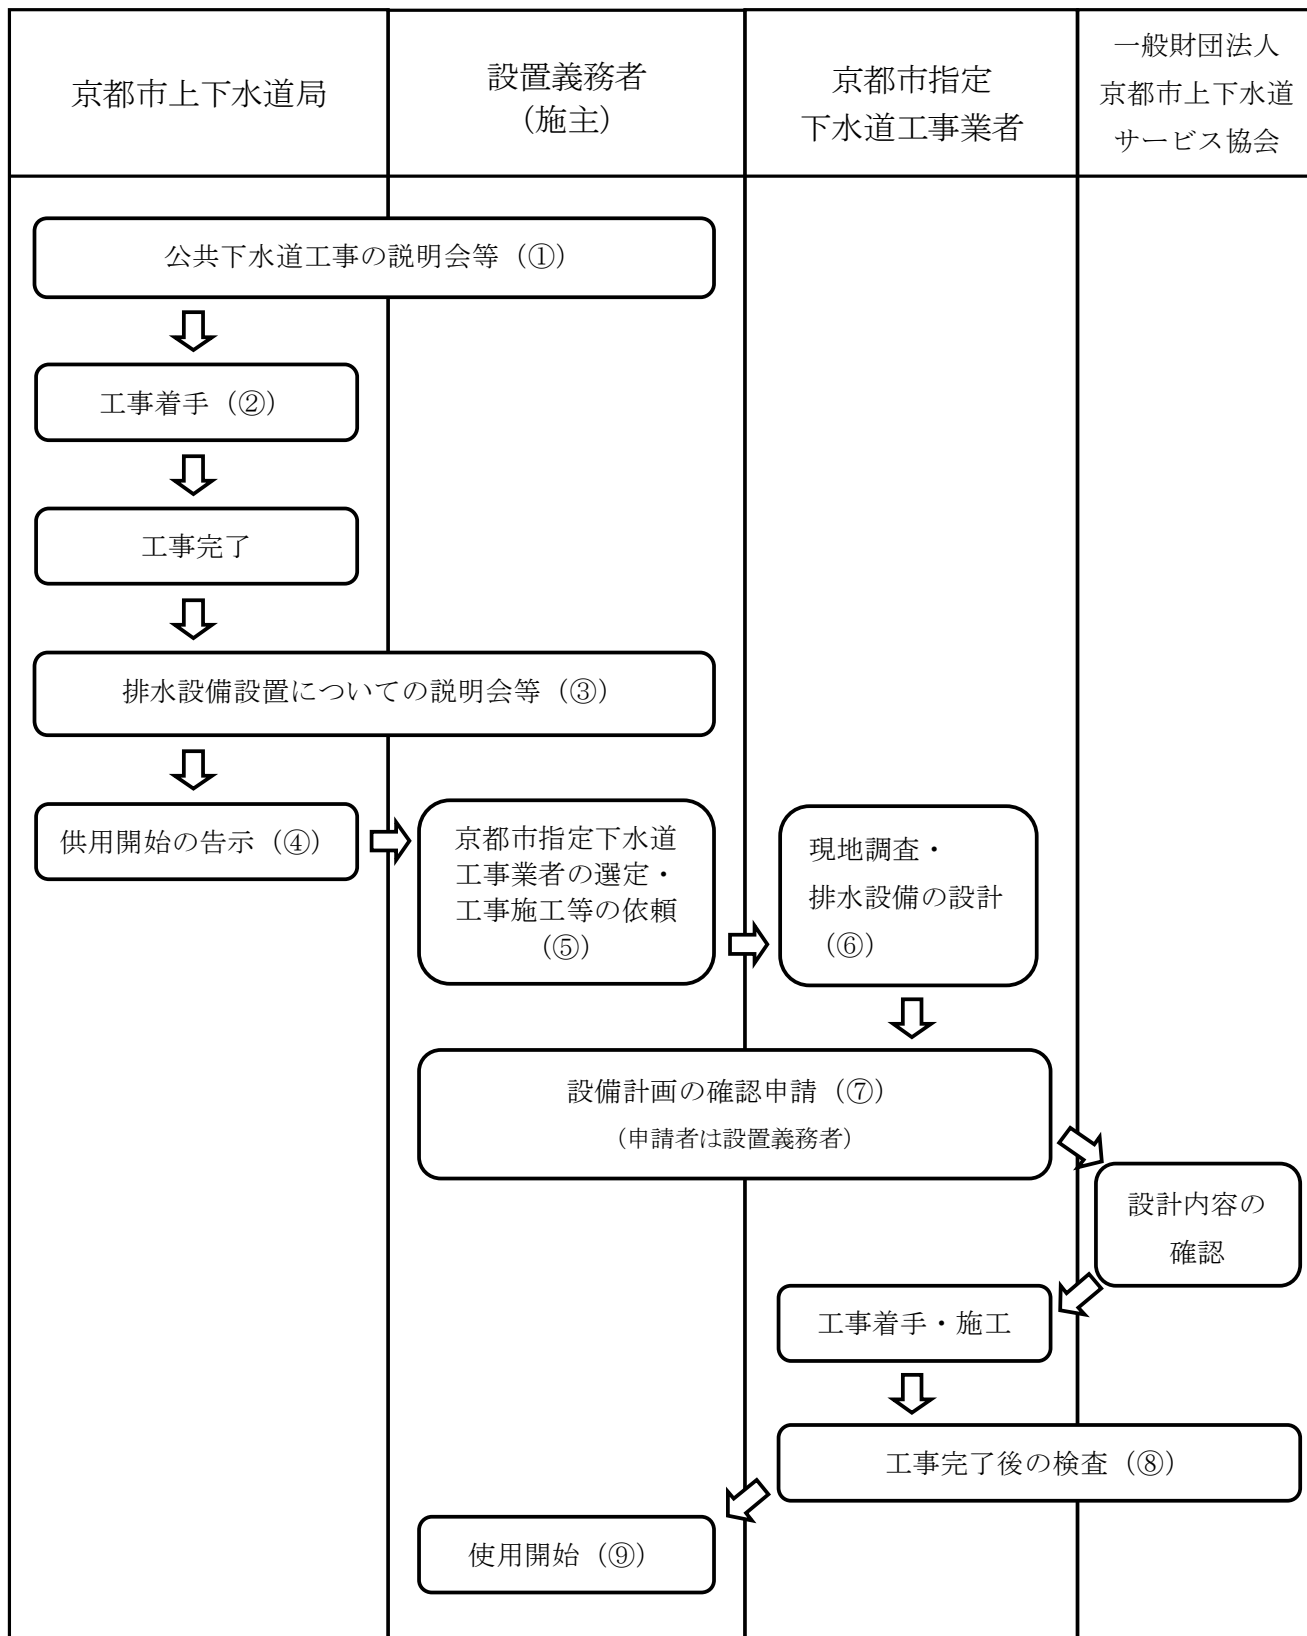 京都市上下水道局
設置義務者
(施主)
京都市指定
下水道工事業者
一般財団法人
京都市上下水道
サービス協会
公共下水道工事の説明会等（①）
工事着手（②）
工事完了
排水設備設置についての説明会等（③）
供用開始の告示（④）
京都市指定下水道
工事業者の選定・
工事施工等の依頼
（⑤）
現地調査・
排水設備の設計
（⑥）
設備計画の確認申請（⑦）
（申請者は設置義務者）
設計内容の
確認
工事着手・施工
工事完了後の検査（⑧）
使用開始（⑨）